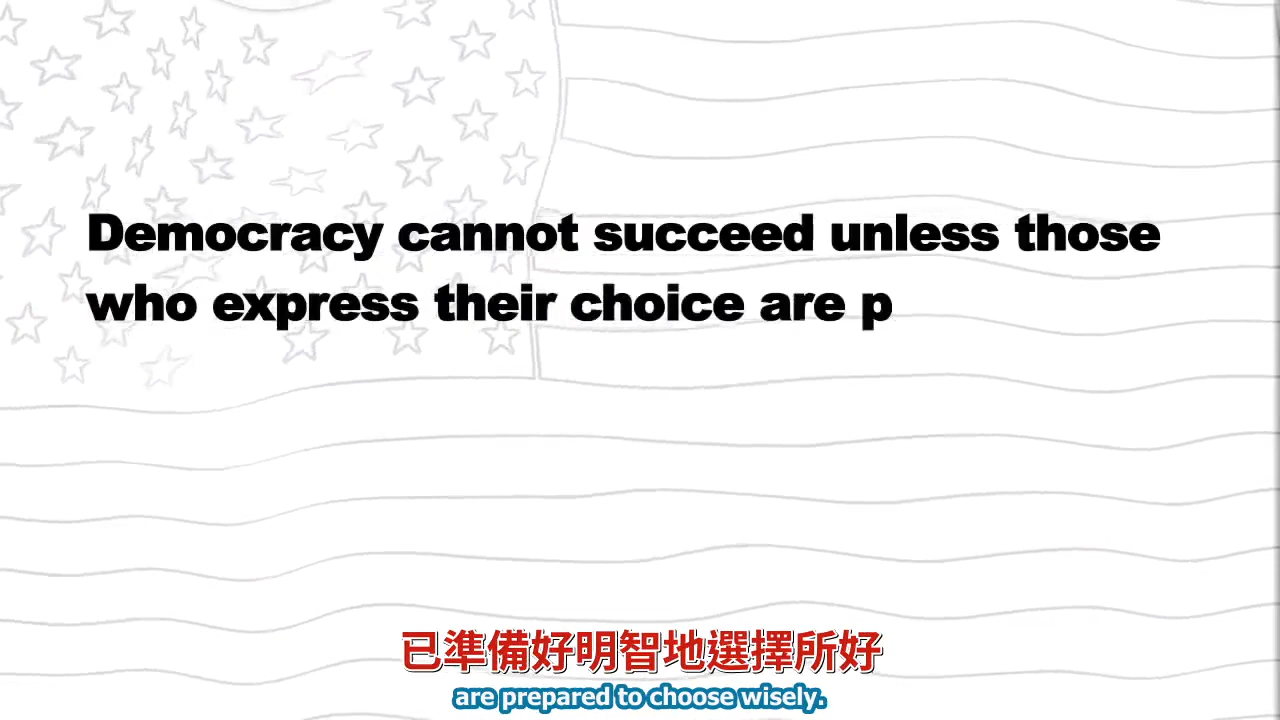 Democracy cannot succeed unless those
who express their choice are p
已準備好明智地選擇所好
are prepared to choose wisely.